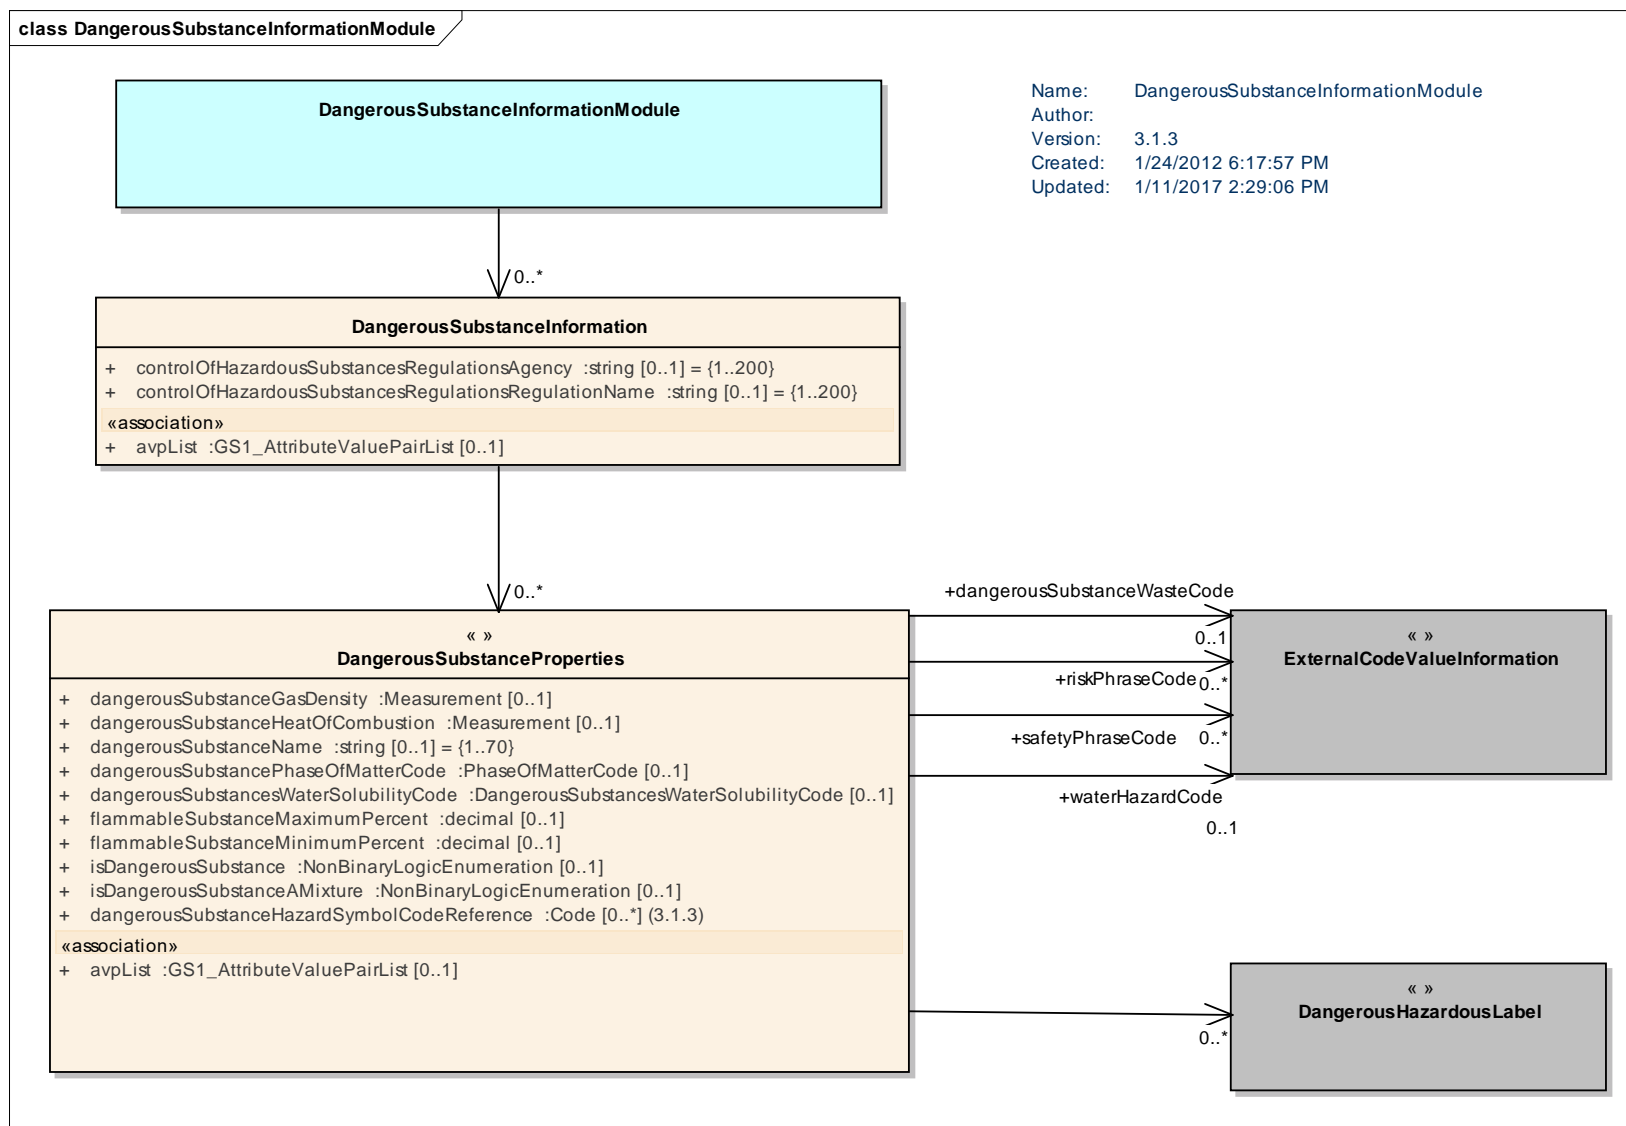 class DangerousSubstanceInformationModule
DangerousSubstanceInformationModule
Name: DangerousSubstanceInformationModule
Author:
Version: 3.1.3
Created: 1/24/2012 6:17:57 PM
Updated: 1/11/2017 2:29:06 PM
0..*
DangerousSubstanceInformation
+ controlOfHazardousSubstancesRegulationsAgency :string [0..1] = {1..200}
+ controlOfHazardousSubstancesRegulationsRegulationName :string [0..1] = {1..200}
«association»
+ avpList :GS1_AttributeValuePairList [0..1]
0..*
« »
DangerousSubstanceProperties
+ dangerousSubstanceGasDensity :Measurement [0..1]
+ dangerousSubstanceHeatOfCombustion :Measurement [0..1]
+ dangerousSubstanceName :string [0..1] = {1..70}
+ dangerousSubstancePhaseOfMatterCode :PhaseOfMatterCode [0..1]
+ dangerousSubstancesWaterSolubilityCode :DangerousSubstancesWaterSolubilityCode [0..1]
+ flammableSubstanceMaximumPercent :decimal [0..1]
+ flammableSubstanceMinimumPercent :decimal [0..1]
+ isDangerousSubstance :NonBinaryLogicEnumeration [0..1]
+ isDangerousSubstanceAMixture :NonBinaryLogicEnumeration [0..1]
+ dangerousSubstanceHazardSymbolCodeReference :Code [0..*] (3.1.3)
«association»
+ avpList :GS1_AttributeValuePairList [0..1]
+dangerousSubstanceWasteCode
0..1
+riskPhraseCode 0..*
+safetyPhraseCode 0..*
+waterHazardCode
0..1
« »
ExternalCodeValueInformation
0..*
« »
DangerousHazardousLabel